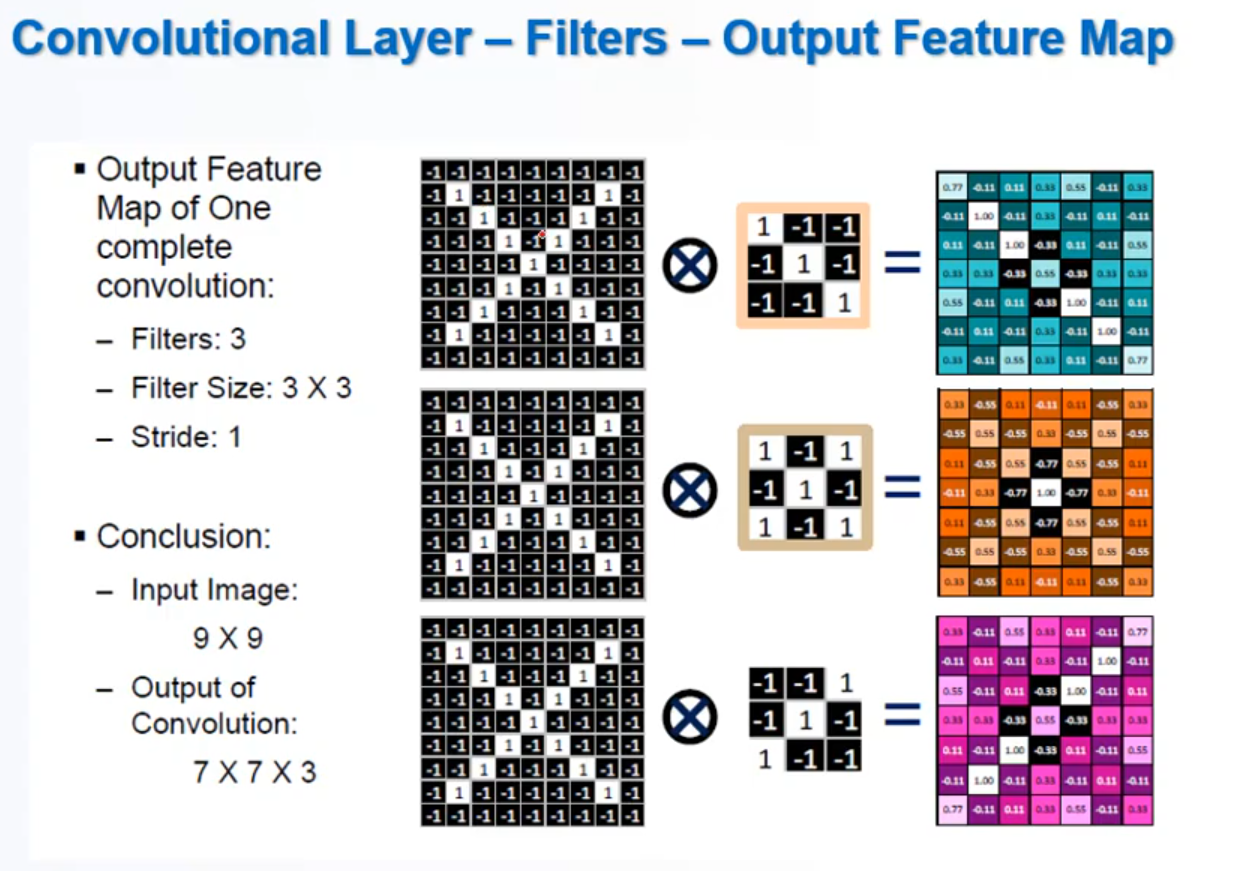 Convolutional Layer – Filters – Output Feature Map
▪ Output Feature
Map of One
complete
convolution:
– Filters: 3
– Filter Size: 3 X 3
– Stride: 1
▪ Conclusion:
– Input Image:
9 X 9
– Output of
Convolution:
7 X 7 X 3
-1 -1 -1 -1 -1 -1 -1 -1 -1
-1 1 -1 -1 -1 -1 -1 1 -1
-1 -1 1 -1 -1 -1 1 -1 -1
-1 -1 -1 1 -1 1 -1 -1 -1
-1 -1 -1 -1 1 -1 -1 -1 -1
-1 -1 -1 1 -1 1 -1 -1 -1
-1 -1 1 -1 -1 -1 1 -1 -1
-1 1 -1 -1 -1 -1 -1 1 -1
-1 -1 -1 -1 -1 -1 -1 -1 -1
⊗
1 -1 -1
-1 1 -1
-1 -1 1
=
0.77 -0.11 0.11 0.33 0.55 -0.11 0.33
-0.11 1.00 -0.11 0.33 -0.11 0.11 -0.11
0.11 -0.11 1.00 -0.33 0.11 -0.11 0.55
0.33 0.33 -0.33 0.55 -0.33 0.33 0.33
0.55 -0.11 0.11 -0.33 1.00 -0.11 0.11
-0.11 0.11 -0.11 0.33 -0.11 1.00 -0.11
0.33 -0.11 0.55 0.33 0.11 -0.11 0.77
-1 -1 -1 -1 -1 -1 -1 -1 -1
-1 1 -1 -1 -1 -1 -1 1 -1
-1 -1 1 -1 -1 -1 1 -1 -1
-1 -1 -1 1 -1 1 -1 -1 -1
-1 -1 -1 -1 1 -1 -1 -1 -1
-1 -1 -1 1 -1 1 -1 -1 -1
-1 -1 1 -1 -1 -1 1 -1 -1
-1 1 -1 -1 -1 -1 -1 1 -1
-1 -1 -1 -1 -1 -1 -1 -1 -1
⊗
1 -1 1
-1 1 -1
1 -1 1
=
0.33 -0.55 0.11 -0.11 0.11 -0.55 0.33
-0.55 0.55 -0.55 0.33 -0.55 0.55 -0.55
0.11 -0.55 0.55 -0.77 0.55 -0.55 0.11
-0.11 0.33 -0.77 1.00 -0.77 0.33 -0.11
0.11 -0.55 0.55 -0.77 0.55 -0.55 0.11
-0.55 0.55 -0.55 0.33 -0.55 0.55 -0.55
0.33 -0.55 0.11 -0.11 0.11 -0.55 0.33
-1 -1 -1 -1 -1 -1 -1 -1 -1
-1 1 -1 -1 -1 -1 -1 1 -1
-1 -1 1 -1 -1 -1 1 -1 -1
-1 -1 -1 1 -1 1 -1 -1 -1
-1 -1 -1 -1 1 -1 -1 -1 -1
-1 -1 -1 1 -1 1 -1 -1 -1
-1 -1 1 -1 -1 -1 1 -1 -1
-1 1 -1 -1 -1 -1 -1 1 -1
-1 -1 -1 -1 -1 -1 -1 -1 -1
⊗
-1 -1 1
-1 1 -1
1 -1 -1
=
0.33 -0.11 0.55 0.33 0.11 -0.11 0.77
-0.11 0.11 -0.11 0.33 -0.11 1.00 -0.11
0.55 -0.11 0.11 -0.33 1.00 -0.11 0.11
0.33 0.33 -0.33 0.55 -0.33 0.33 0.33
0.11 -0.11 1.00 -0.33 0.11 -0.11 0.55
-0.11 1.00 -0.11 0.33 -0.11 0.11 -0.11
0.77 -0.11 0.11 0.33 0.55 -0.11 0.33